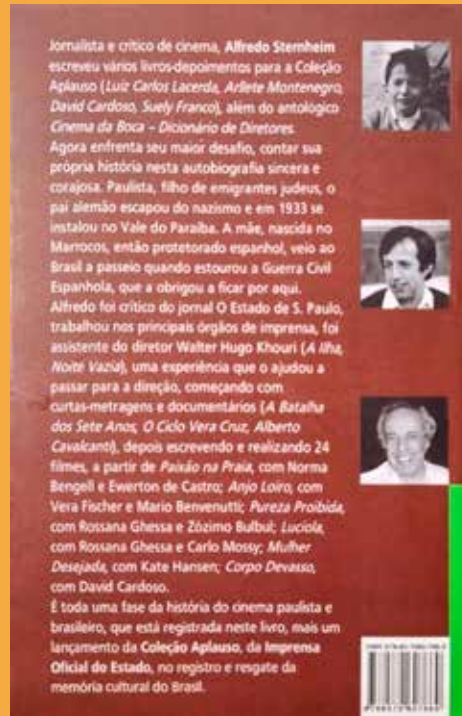 Jornalista e crítico de cinema, Alfredo Sternheim
escreveu vários livros-depoimentos para a Coleção
Aplauso (Luiz Carlos Lacerda, Arllete Montenegro,
David Cardoso, Suely Franco), além do antológico
Cinema da Boca – Dicionário de Diretores.
Agora enfrenta seu maior desafio, contar sua
própria história nesta autobiografia sincera e
corajosa. Paulista, filho de emigrantes judeus, o
pai alemão escapou do nazismo e em 1933 se
instalou no Vale do Paraíba. A mãe, nascida no
Marrocos, então protetorado espanhol, veio ao
Brasil a passeio quando estourou a Guerra Civil
Espanhola, que a obrigou a ficar por aqui.
Alfredo foi crítico do jornal O Estado de S. Paulo,
trabalhou nos principais órgãos de imprensa, foi
assistente do diretor Walter Hugo Khouri (A Ilha,
Noite Vazia), uma experiência que o ajudou a
passar para a direção, começando com
curtas-metragens e documentários (A Batalha
dos Sete Anos, O Ciclo Vera Cruz, Alberto
Cavalcanti), depois escrevendo e realizando 24
filmes, a partir de Paixão na Praia, com Norma
Bengell e Ewerton de Castro; Anjo Loiro, com
Vera Fischer e Mario Benvenutti; Pureza Proibida,
com Rossana Ghessa e Zózimo Bulbul; Lucíola,
com Rossana Ghessa e Carlo Mossy; Mulher
Desejada, com Kate Hansen; Corpo Devasso,
com David Cardoso.
É toda uma fase da história do cinema paulista e
brasileiro, que está registrada neste livro, mais um
lançamento da Coleção Aplauso, da Imprensa
Oficial do Estado, no registro e resgate da
memória cultural do Brasil.